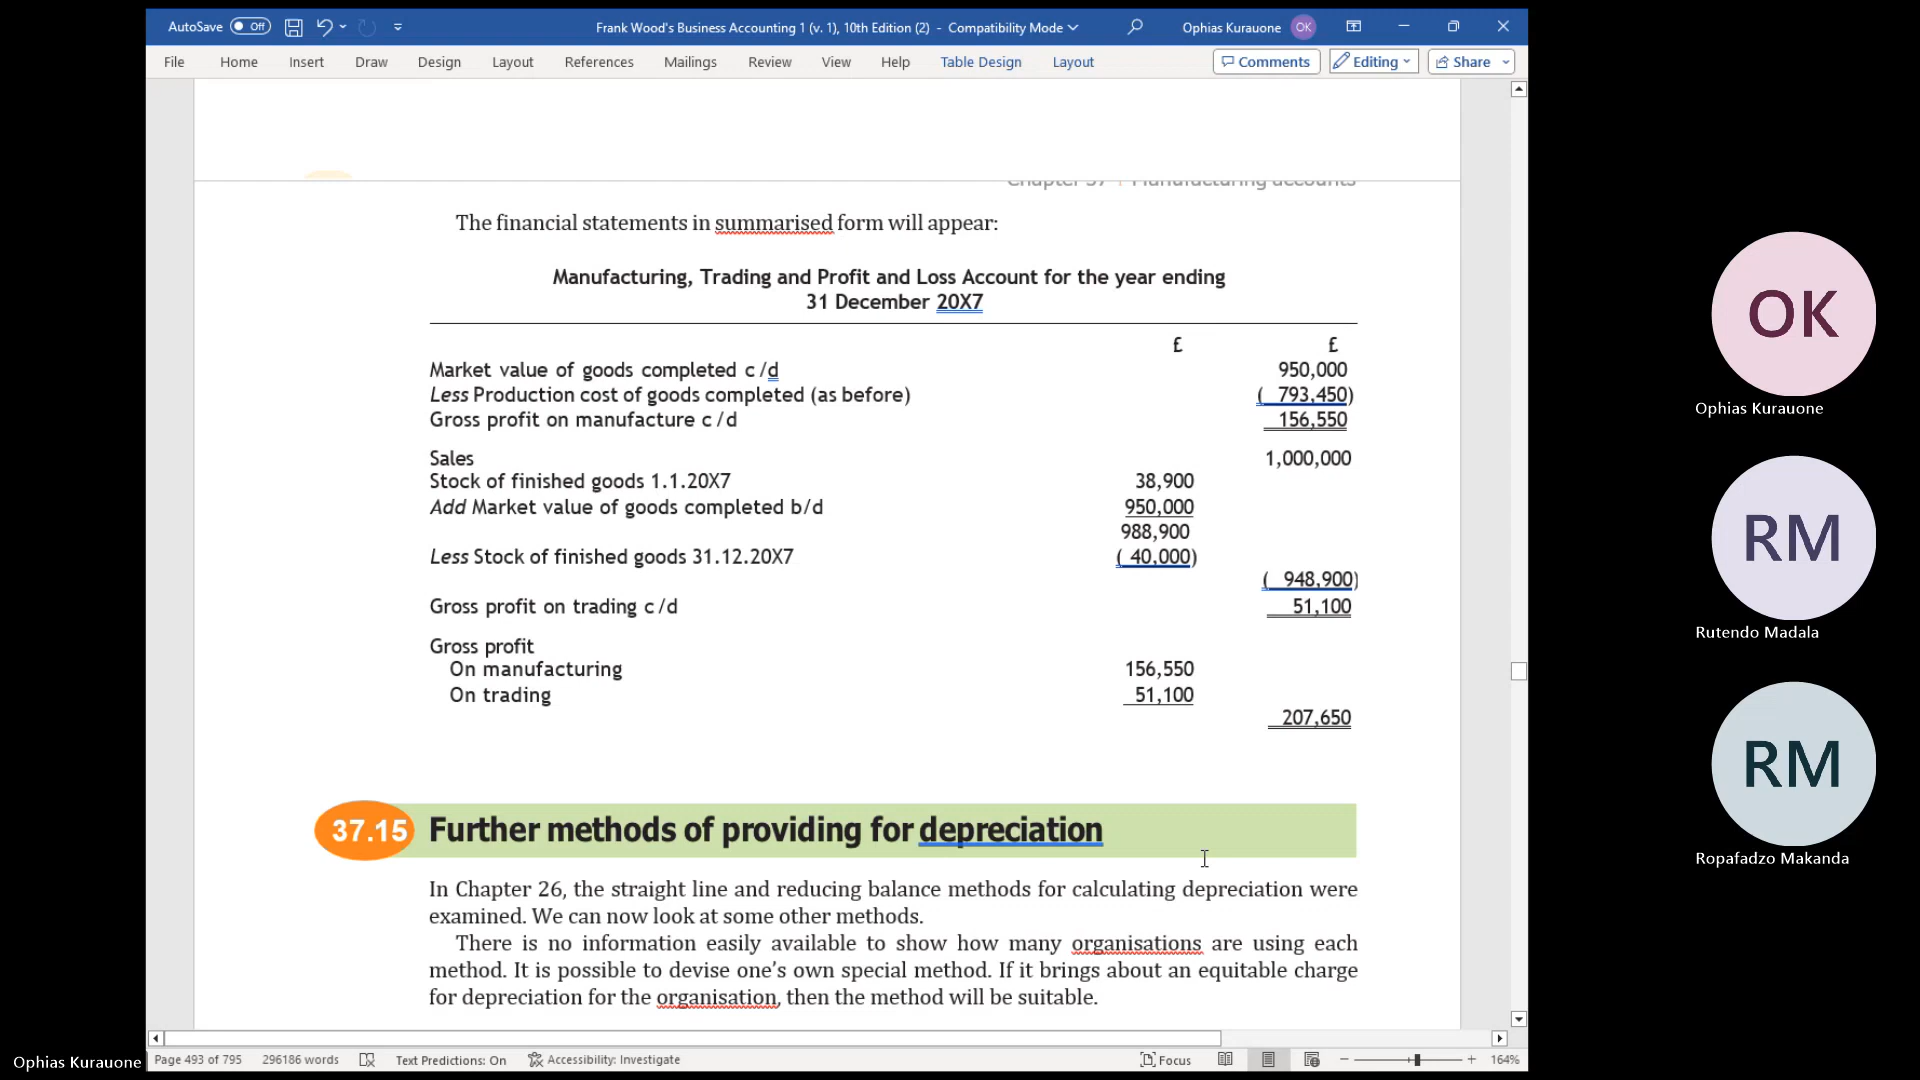 AutoSave Off Frank Wood's Business Accounting 1 (v. 1), 10th Edition (2) - Compatibility Mode Ophias Kurauone OK
File Home Insert Draw Design Layout References Mailings Review View Help Table Design Layout Comments Editing Share
Chapter 37 Manufacturing accounts
The financial statements in summarised form will appear:
Manufacturing, Trading and Profit and Loss Account for the year ending
31 December 20X7
£ £
Market value of goods completed c/d 950,000
Less Production cost of goods completed (as before) ( 793,450)
Gross profit on manufacture c/d 156,550
Sales 1,000,000
Stock of finished goods 1.1.20X7 38,900
Add Market value of goods completed b/d 950,000
988,900
Less Stock of finished goods 31.12.20X7 ( 40,000)
( 948,900)
Gross profit on trading c/d 51,100
Gross profit
On manufacturing 156,550
On trading 51,100
207,650
37.15 Further methods of providing for depreciation
In Chapter 26, the straight line and reducing balance methods for calculating depreciation were
examined. We can now look at some other methods.
There is no information easily available to show how many organisations are using each
method. It is possible to devise one's own special method. If it brings about an equitable charge
for depreciation for the organisation, then the method will be suitable.
Page 493 of 795 296186 words Text Predictions: On Accessibility: Investigate Focus 164%
Ophias Kurauone
OK
Ophias Kurauone
RM
Rutendo Madala
RM
Ropafadzo Makanda